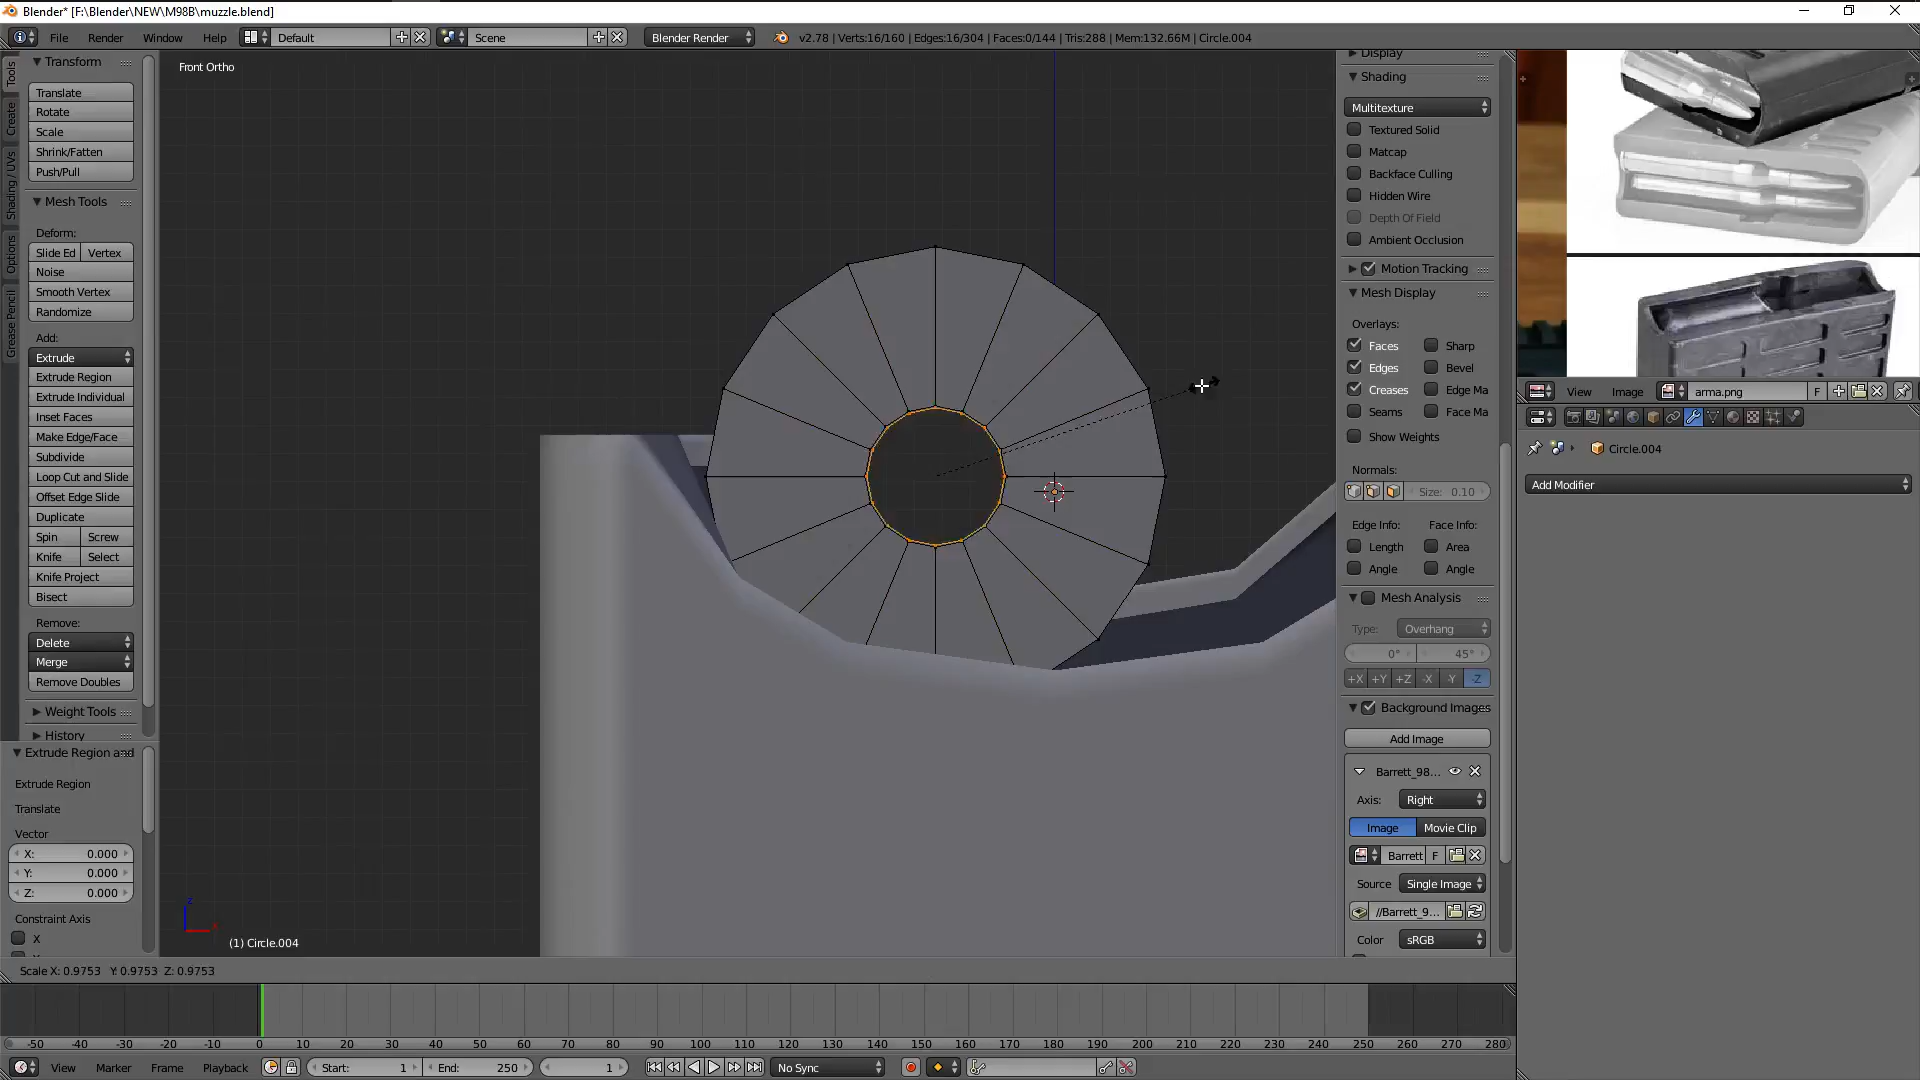 Blender* [F:\Blender\NEW\M98B\muzzle.blend]
File Render Window Help Default Scene Blender Render v2.78 | Verts:16/160 | Edges:16/304 | Faces:0/144 | Tris:288 | Mem:132.66M | Circle.004
Tools
Create
Shading / UVs
Options
Grease Pencil
Transform
Translate
Rotate
Scale
Shrink/Fatten
Push/Pull
Mesh Tools
Deform:
Slide Ed Vertex
Noise
Smooth Vertex
Randomize
Add:
Extrude
Extrude Region
Extrude Individual
Inset Faces
Make Edge/Face
Subdivide
Loop Cut and Slide
Offset Edge Slide
Duplicate
Spin Screw
Knife Select
Knife Project
Bisect
Remove:
Delete
Merge
Remove Doubles
Weight Tools
History
Extrude Region and
Extrude Region
Translate
Vector
X: 0.000
Y: 0.000
Z: 0.000
Constraint Axis
X
Front Ortho
z
(1) Circle.004
Display
Shading
Multitexture
Textured Solid
Matcap
Backface Culling
Hidden Wire
Depth Of Field
Ambient Occlusion
Motion Tracking
Mesh Display
Overlays:
Faces Sharp
Edges Bevel
Creases Edge Ma
Seams Face Ma
Show Weights
Normals:
Size: 0.10
Edge Info: Face Info:
Length Area
Angle Angle
Mesh Analysis
Type: Overhang
0° 45°
+X +Y +Z -X -Y -Z
Background Images
Add Image
Barrett_98...
Axis: Right
Image Movie Clip
Barrett F
Source Single Image
//Barrett_9...
Color sRGB
View Image arma.png F
Circle.004
Add Modifier
Scale X: 0.9753 Y: 0.9753 Z: 0.9753
-50 -40 -30 -20 -10 0 10 20 30 40 50 60 70 80 90 100 110 120 130 140 150 160 170 180 190 200 210 220 230 240 250 260 270 280
View Marker Frame Playback Start: 1 End: 250 1 No Sync